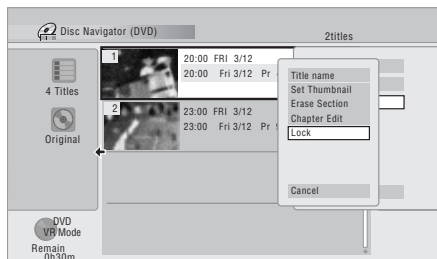 Disc Navigator (DVD)
2titles
4 Titles
Original
1
20:00 FRI 3/12
20:00 Fri 3/12 Pr
2
23:00 FRI 3/12
23:00 Fri 3/12 Pr
Title name
Set Thumbnail
Erase Section
Chapter Edit
Lock
Cancel
DVD
VR Mode
Remain
0h30m